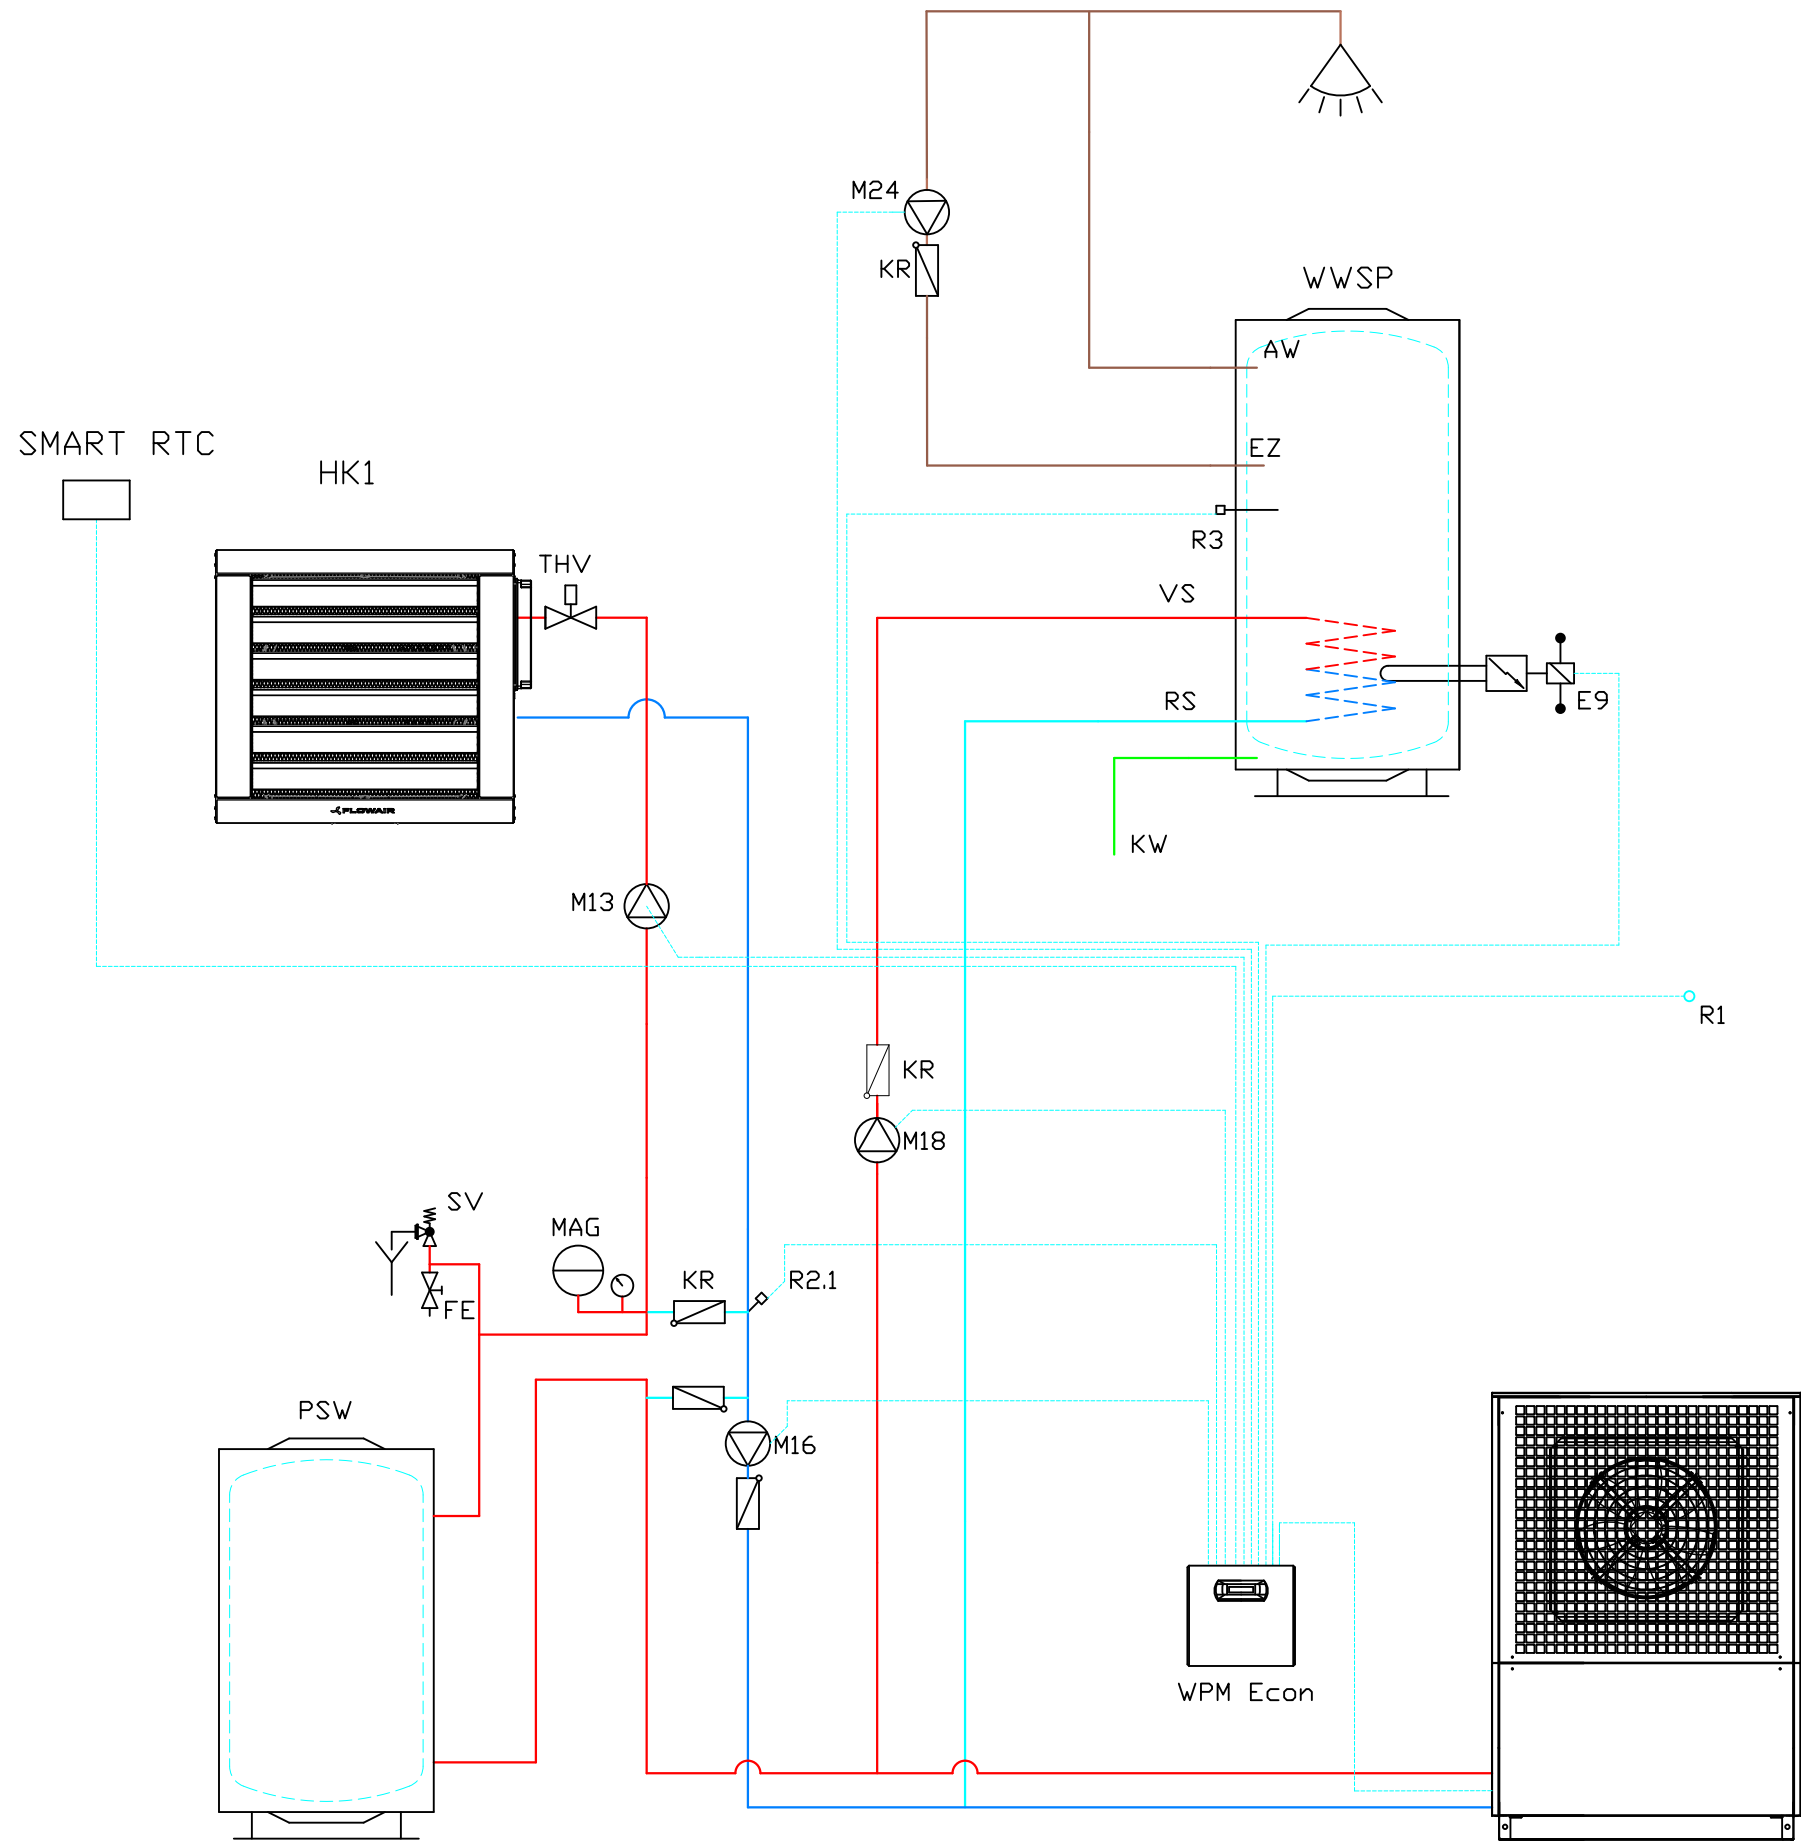 M24
KR
WWSP
AW
EZ
SMART RTC
HK1
R3
THV
VS
E9
RS
FLOWAIR
KW
M13
R1
KR
M18
SV
MAG
KR
R2.1
FE
PSW
M16
WPM Econ